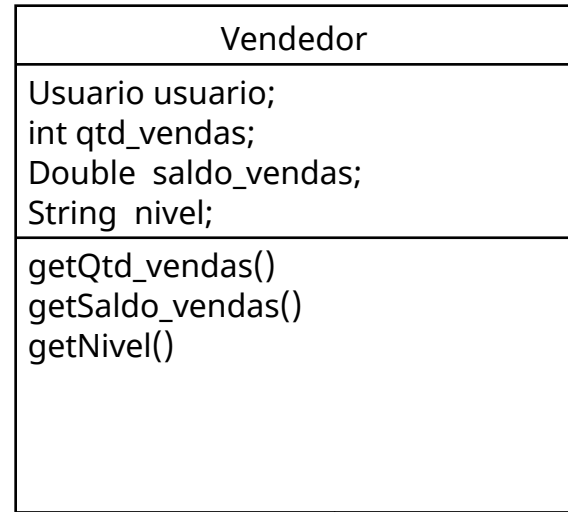 Vendedor
Usuario usuario;
int qtd_vendas;
Double  saldo_vendas;
String  nivel;
getQtd_vendas()
getSaldo_vendas()
getNivel()